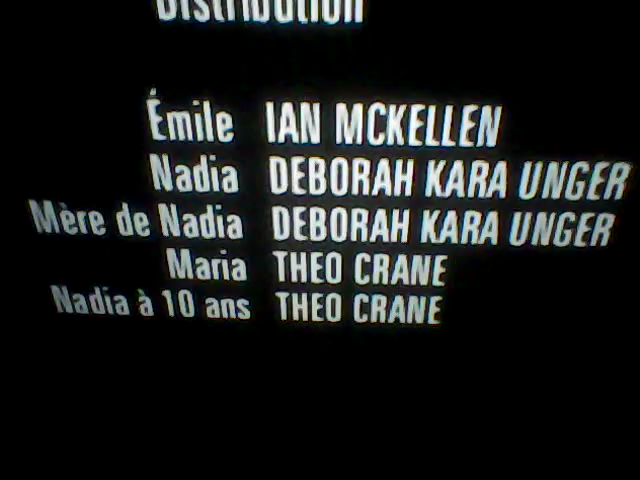 Distribution
Émile IAN MCKELLEN
Nadia DEBORAH KARA UNGER
Mère de Nadia DEBORAH KARA UNGER
Maria THEO CRANE
Nadia à 10 ans THEO CRANE